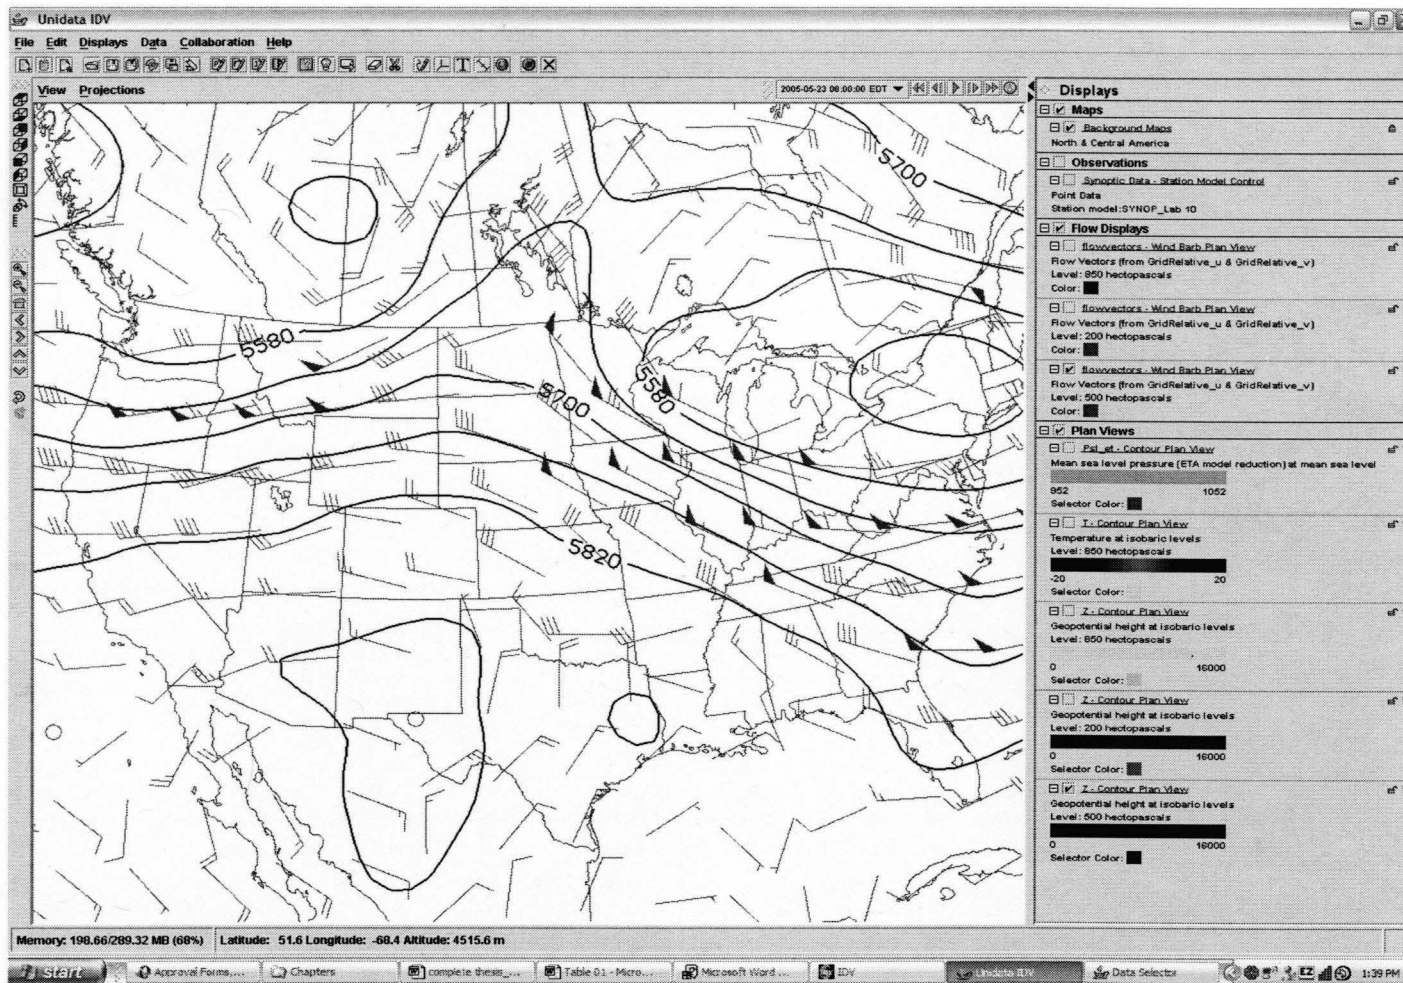 Unidata IDV
File Edit Displays Data Collaboration Help
View Projections
2005-05-23 08:00:00 EDT
5700
5580
5700
5580
5820
Displays
Maps
Background Maps
North & Central America
Observations
Synoptic Data - Station Model Control
Point Data
Station model:SYNOP_Lab 10
Flow Displays
flowvectors - Wind Barb Plan View
Flow Vectors (from GridRelative_u & GridRelative_v)
Level: 850 hectopascals
Color:
flowvectors - Wind Barb Plan View
Flow Vectors (from GridRelative_u & GridRelative_v)
Level: 200 hectopascals
Color:
flowvectors - Wind Barb Plan View
Flow Vectors (from GridRelative_u & GridRelative_v)
Level: 500 hectopascals
Color:
Plan Views
Psl_et - Contour Plan View
Mean sea level pressure (ETA model reduction) at mean sea level
952 1052
Selector Color:
T - Contour Plan View
Temperature at isobaric levels
Level: 850 hectopascals
-20 20
Selector Color:
Z - Contour Plan View
Geopotential height at isobaric levels
Level: 850 hectopascals
0 16000
Selector Color:
Z - Contour Plan View
Geopotential height at isobaric levels
Level: 200 hectopascals
0 16000
Selector Color:
Z - Contour Plan View
Geopotential height at isobaric levels
Level: 500 hectopascals
0 16000
Selector Color:
Memory: 198.66/289.32 MB (68%) Latitude: 51.6 Longitude: -68.4 Altitude: 4515.6 m
start Approval Forms,... Chapters complete thesis_... Table 01 - Micro... Microsoft Word ... IDV Unidata IDV Data Selector EZ 1:39 PM